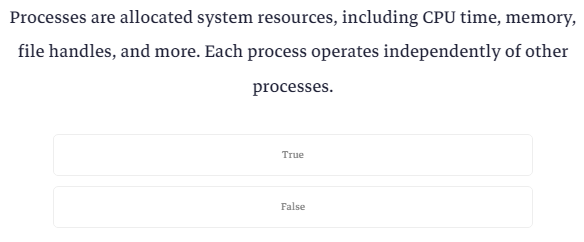 Processes are allocated system resources, including CPU time, memory,
file handles, and more. Each process operates independently of other
processes.
True
False